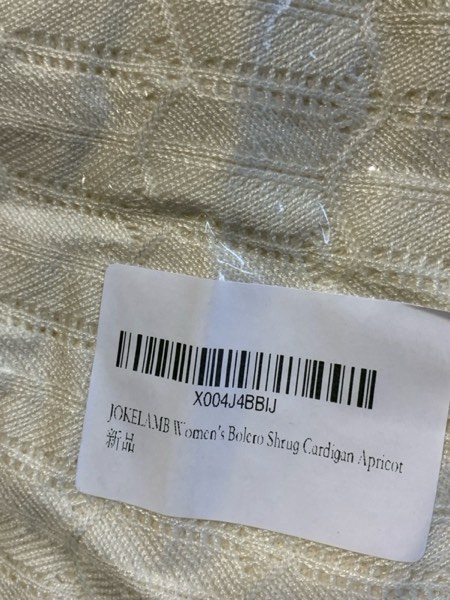 X004J4BBIJ
JOKELAMB Women's Bolero Shrug Cardigan Apricot
新品